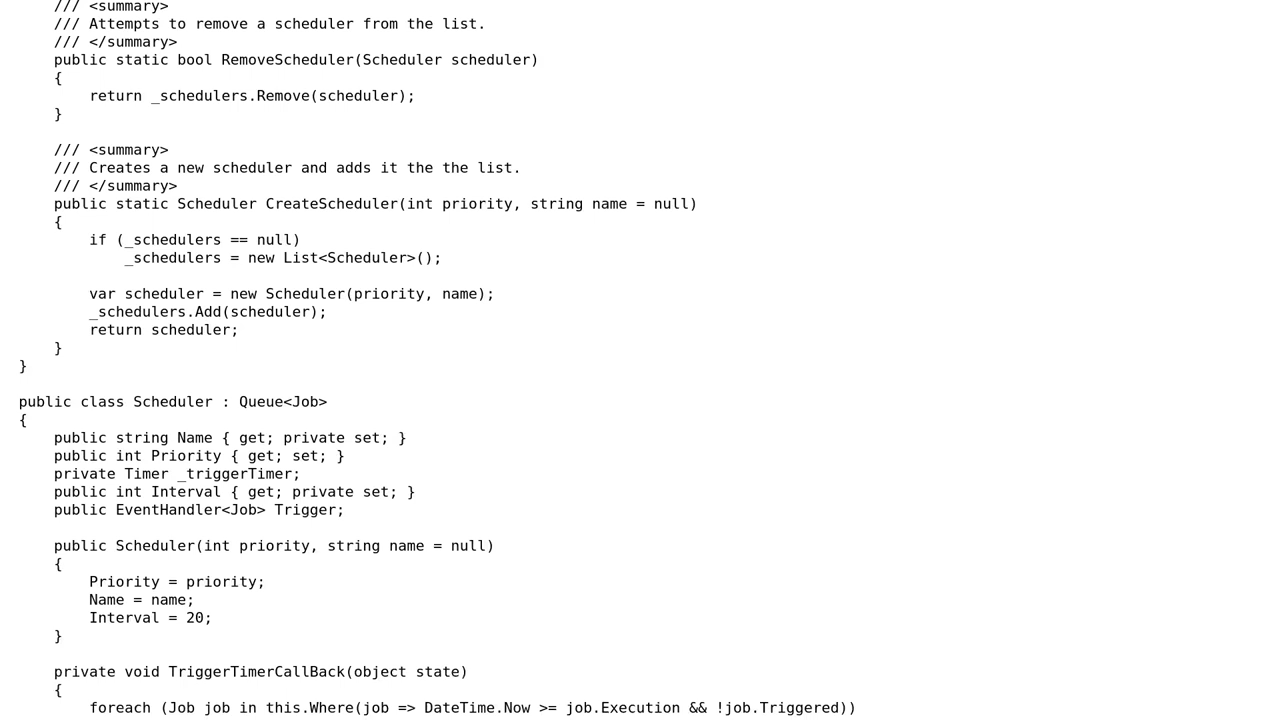 /// <summary>
    /// Attempts to remove a scheduler from the list.
    /// </summary>
    public static bool RemoveScheduler(Scheduler scheduler)
    {
        return _schedulers.Remove(scheduler);
    }

    /// <summary>
    /// Creates a new scheduler and adds it the the list.
    /// </summary>
    public static Scheduler CreateScheduler(int priority, string name = null)
    {
        if (_schedulers == null)
            _schedulers = new List<Scheduler>();

        var scheduler = new Scheduler(priority, name);
        _schedulers.Add(scheduler);
        return scheduler;
    }
}

public class Scheduler : Queue<Job>
{
    public string Name { get; private set; }
    public int Priority { get; set; }
    private Timer _triggerTimer;
    public int Interval { get; private set; }
    public EventHandler<Job> Trigger;

    public Scheduler(int priority, string name = null)
    {
        Priority = priority;
        Name = name;
        Interval = 20;
    }

    private void TriggerTimerCallBack(object state)
    {
        foreach (Job job in this.Where(job => DateTime.Now >= job.Execution && !job.Triggered))